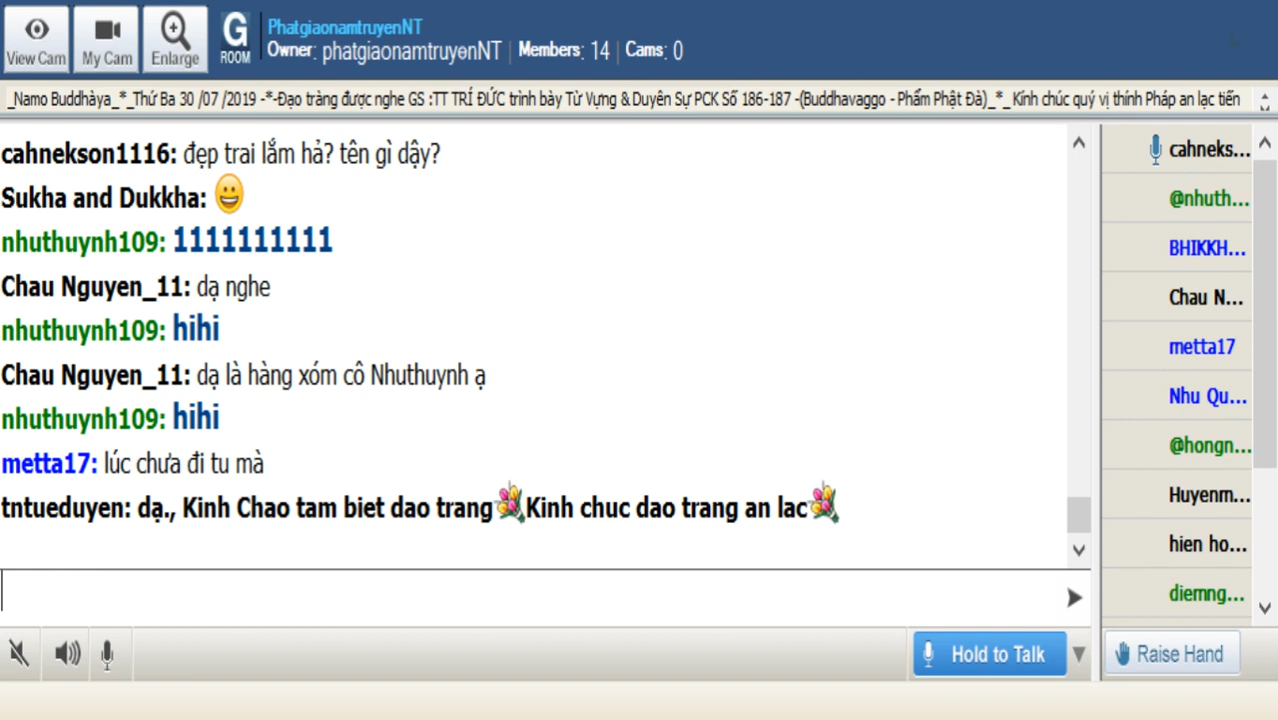 View Cam
My Cam
Enlarge
G
ROOM
PhatgiaonamtruyenNT
Owner: phatgiaonamtruyenNT | Members: 14 | Cams: 0
_Namo Buddhàya_*_Thứ Ba 30 /07 /2019 -*-Đạo tràng được nghe GS :TT TRÍ ĐỨC trình bày Từ Vựng & Duyên Sự PCK Số 186-187 -(Buddhavaggo - Phẩm Phật Đà)_*_ Kính chúc quý vị thính Pháp an lạc tiến
cahnekson1116: đẹp trai lắm hả? tên gì dậy?
Sukha and Dukkha:
nhuthuynh109: 1111111111
Chau Nguyen_11: dạ nghe
nhuthuynh109: hihi
Chau Nguyen_11: dạ là hàng xóm cô Nhuthuynh ạ
nhuthuynh109: hihi
metta17: lúc chưa đi tu mà
tntueduyen: dạ., Kinh Chao tam biet dao trang Kinh chuc dao trang an lac
cahneks...
@nhuth...
BHIKKH...
Chau N...
metta17
Nhu Qu...
@hongn...
Huyenm...
hien ho...
diemng...
Hold to Talk
Raise Hand